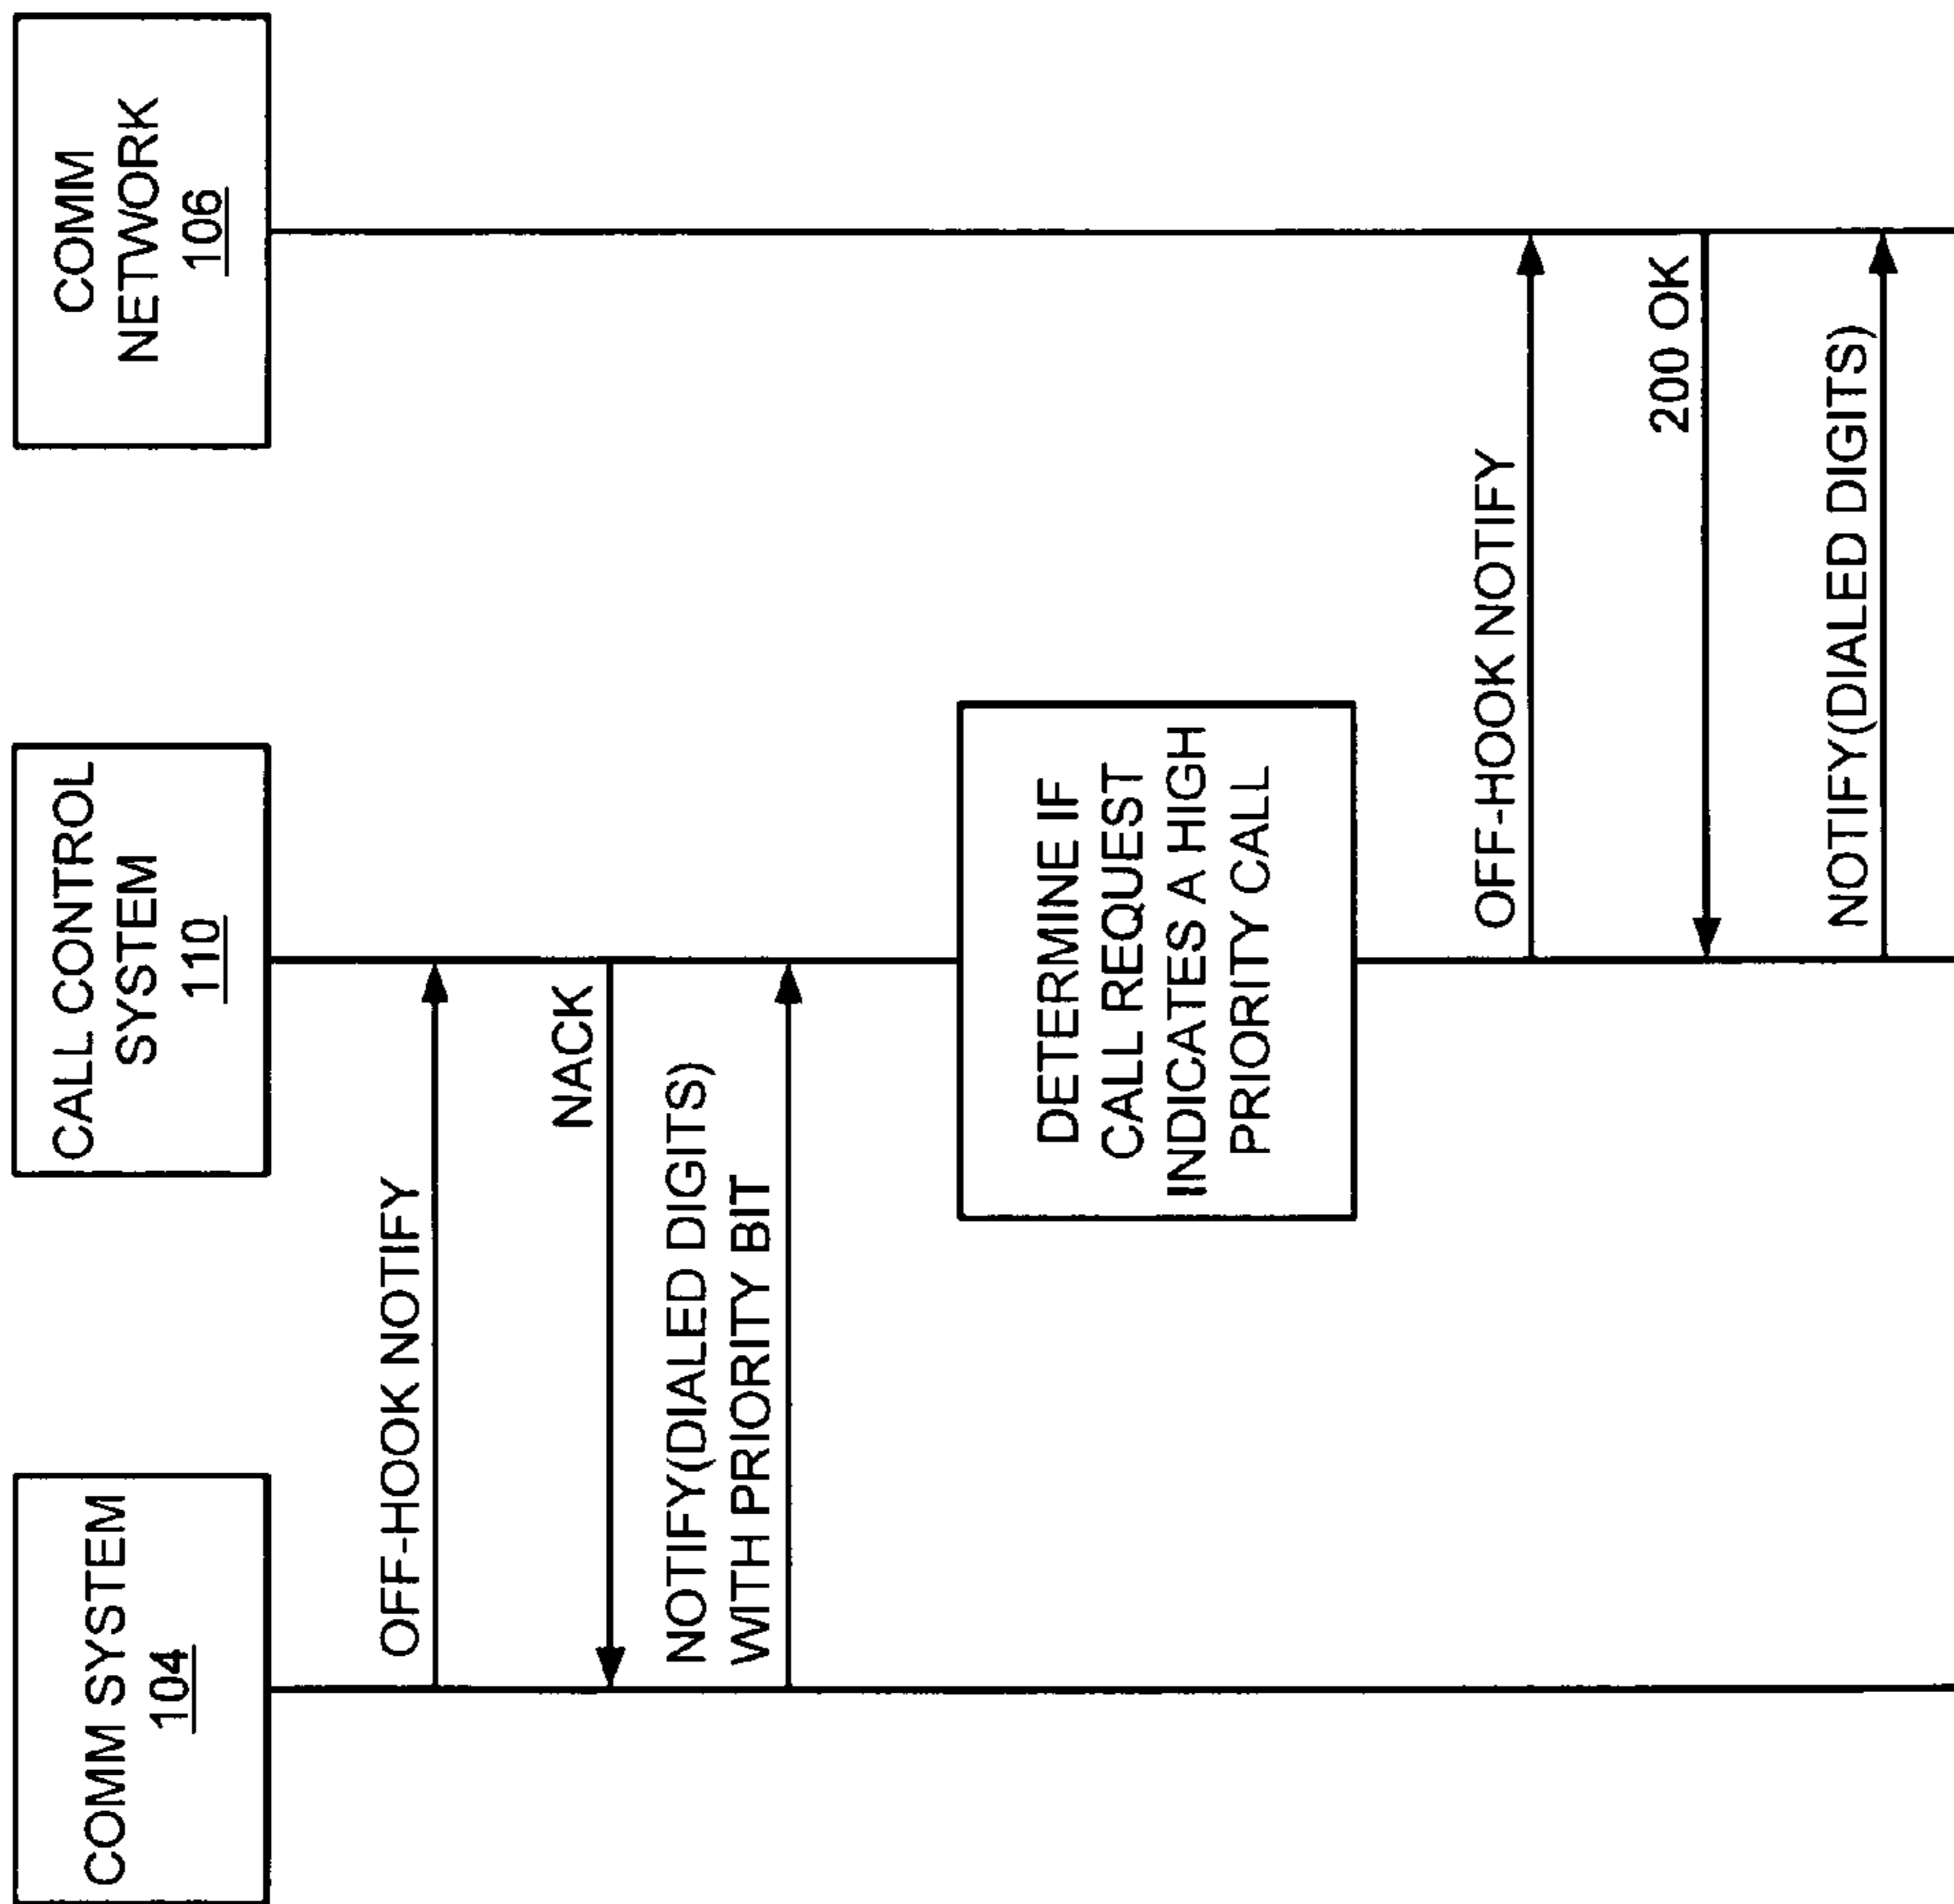 COMM SYSTEM
104
CALL CONTROL
SYSTEM
110
COMM
NETWORK
106
OFF-HOOK NOTIFY
NACK
NOTIFY(DIALED DIGITS)
WITH PRIORITY BIT
DETERMINE IF
CALL REQUEST
INDICATES A HIGH
PRIORITY CALL
OFF-HOOK NOTIFY
200 OK
NOTIFY(DIALED DIGITS)